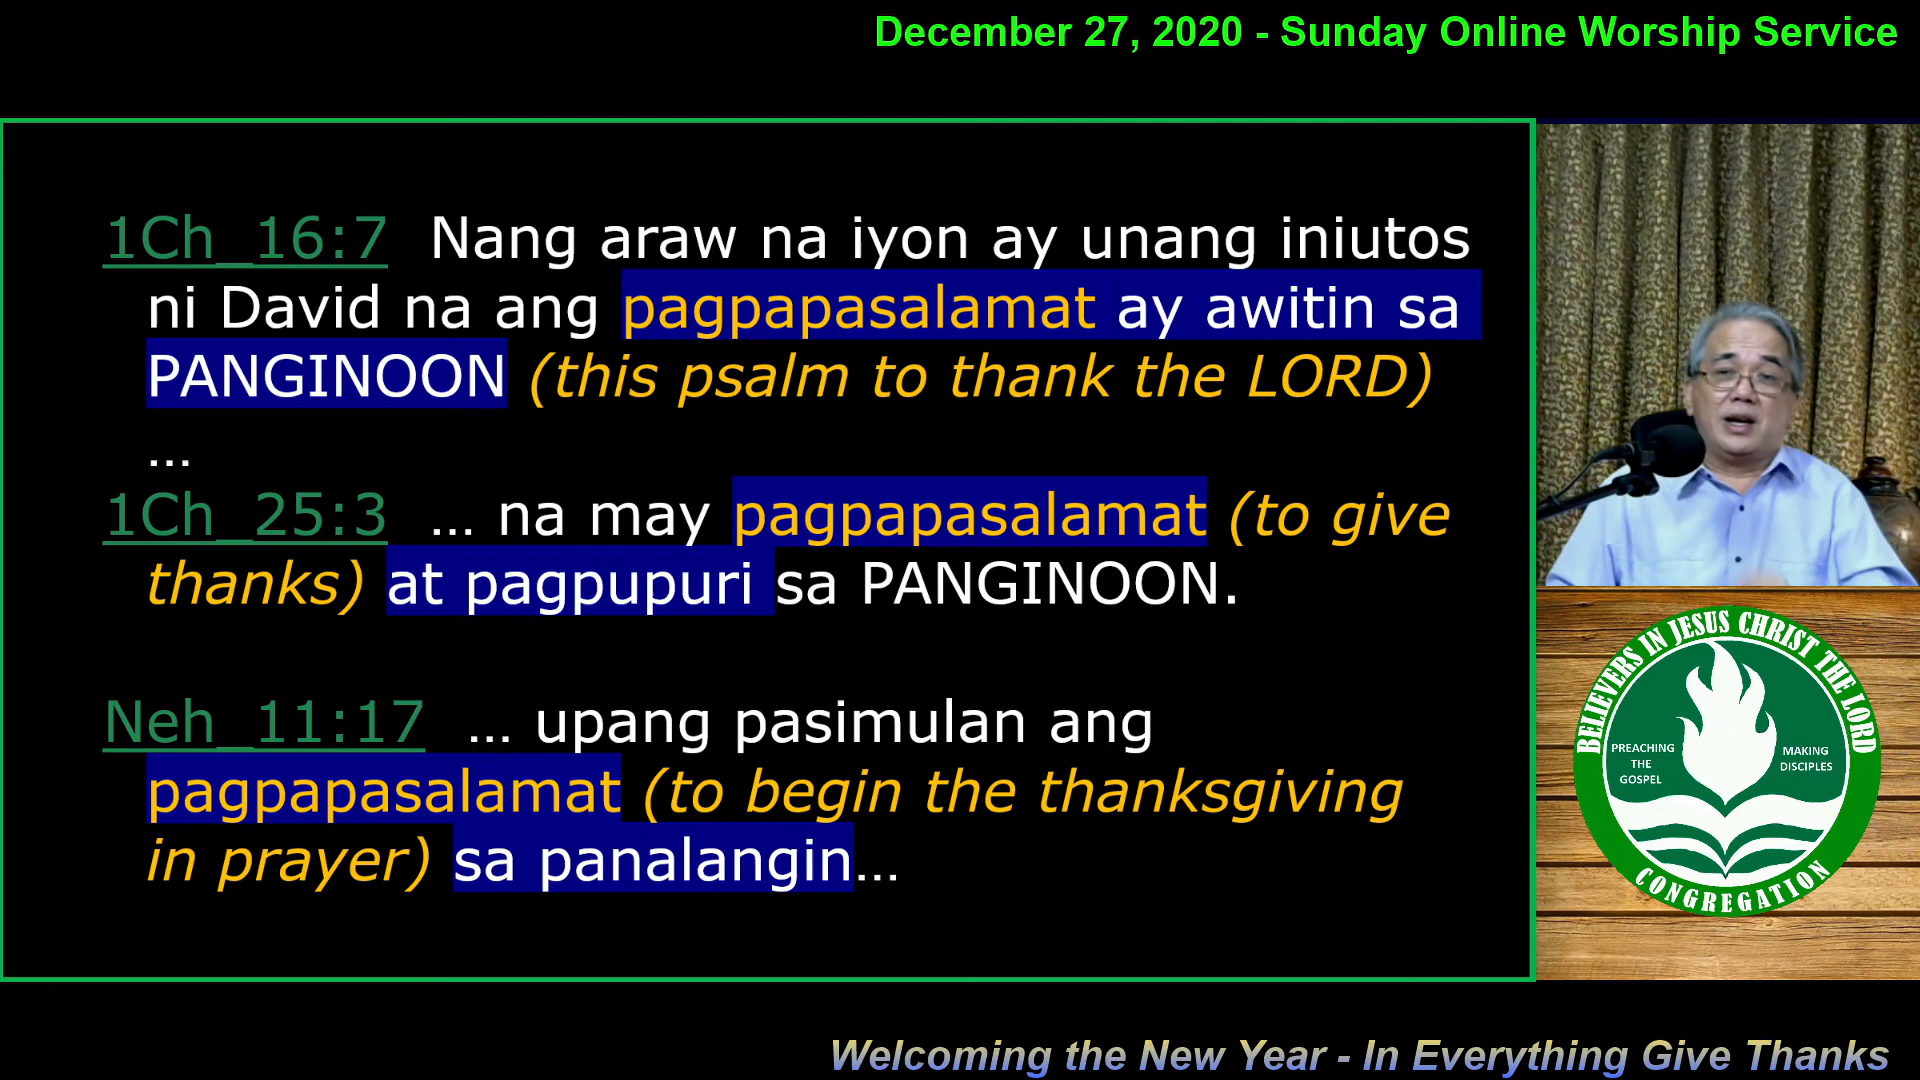 December 27, 2020 - Sunday Online Worship Service
1Ch_16:7 Nang araw na iyon ay unang iniutos
ni David na ang pagpapasalamat ay awitin sa
PANGINOON (this psalm to thank the LORD)
...
1Ch_25:3 ... na may pagpapasalamat (to give
thanks) at pagpupuri sa PANGINOON.
Neh_11:17 ... upang pasimulan ang
pagpapasalamat (to begin the thanksgiving
in prayer) sa panalangin...
BELIEVERS IN JESUS CHRIST THE LORD
PREACHING
THE
GOSPEL
MAKING
DISCIPLES
CONGREGATION
Welcoming the New Year - In Everything Give Thanks